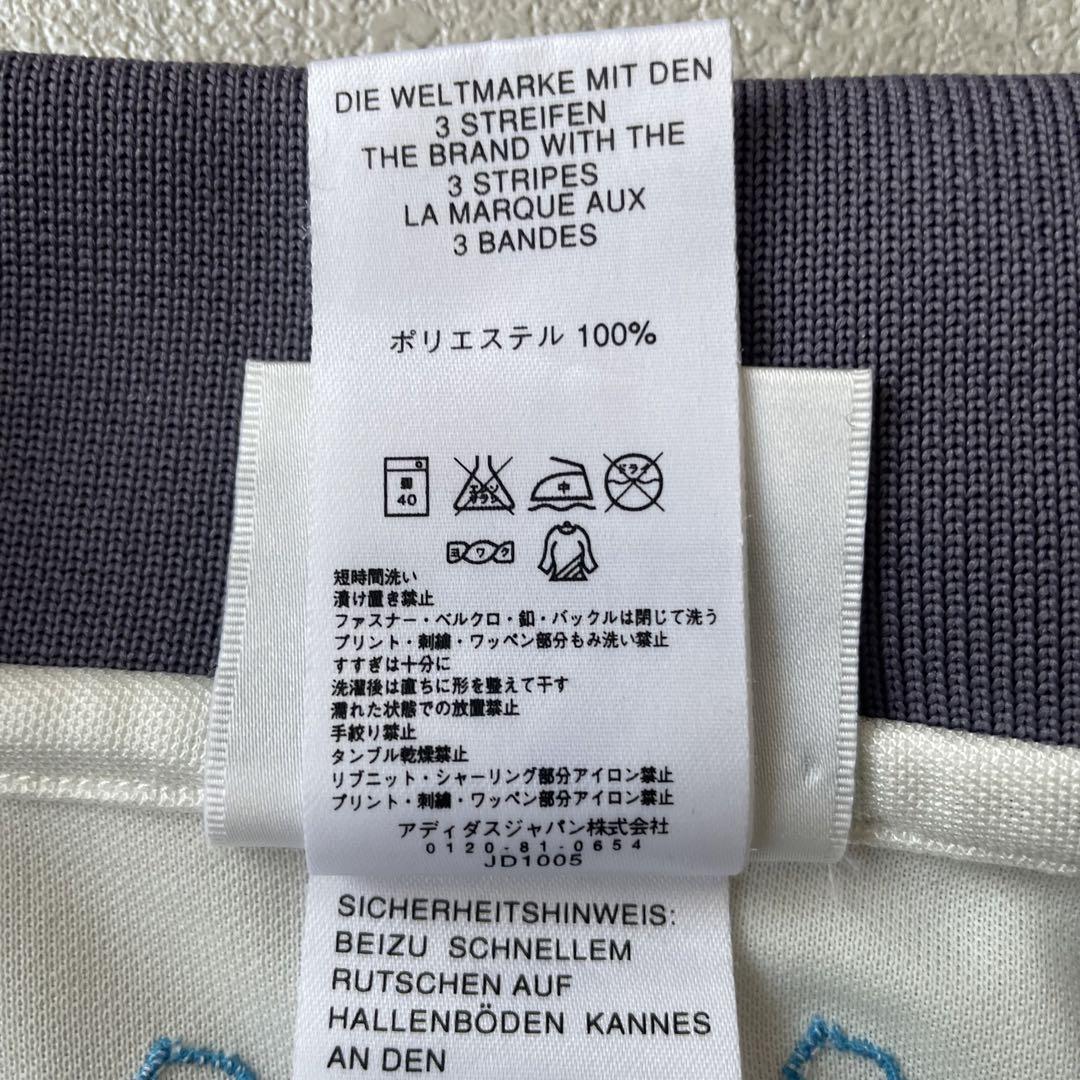 DIE WELTMARKE MIT DEN
3 STREIFEN
THE BRAND WITH THE
3 STRIPES
LA MARQUE AUX
3 BANDES
ポリエステル 100%
40
エンソ
サラシ
中
ドライ
ヨワク
短時間洗い
漬け置き禁止
ファスナー・ベルクロ・釦・バックルは閉じて洗う
プリント・刺繍・ワッペン部分もみ洗い禁止
すすぎは十分に
洗濯後は直ちに形を整えて干す
濡れた状態での放置禁止
手絞り禁止
タンブル乾燥禁止
リブニット・シャーリング部分アイロン禁止
プリント・刺繍・ワッペン部分アイロン禁止
アディダスジャパン株式会社
0120-81-0654
JD1005
SICHERHEITSHINWEIS:
BEIZU SCHNELLEM
RUTSCHEN AUF
HALLENBÖDEN KANNES
AN DEN